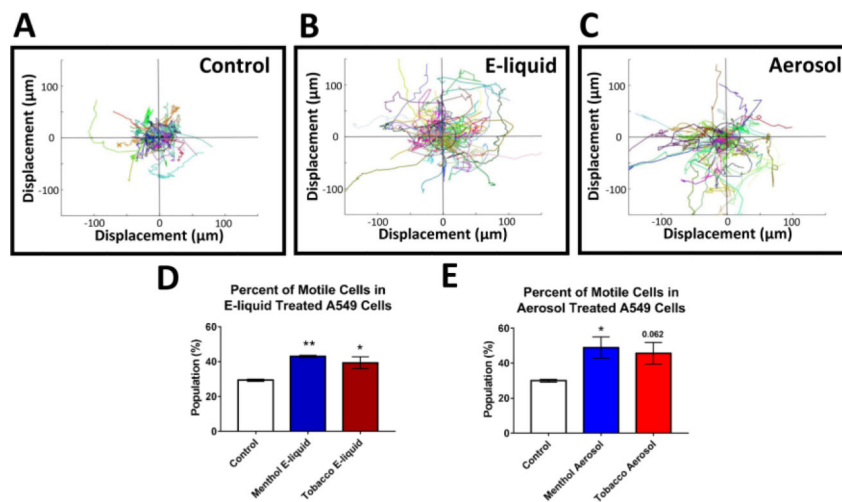 A
B
C
Control
E-liquid
Aerosol
Displacement (µm)
100
0
-100
-100
0
100
Displacement (µm)
Displacement (µm)
100
0
-100
-100
0
100
Displacement (µm)
Displacement (µm)
100
0
-100
-100
0
100
Displacement (µm)
D
Percent of Motile Cells in
E-liquid Treated A549 Cells
Population (%)
60
40
20
0
**
*
Control
Menthol E-liquid
Tobacco E-liquid
E
Percent of Motile Cells in
Aerosol Treated A549 Cells
Population (%)
60
40
20
0
*
0.062
Control
Menthol Aerosol
Tobacco Aerosol